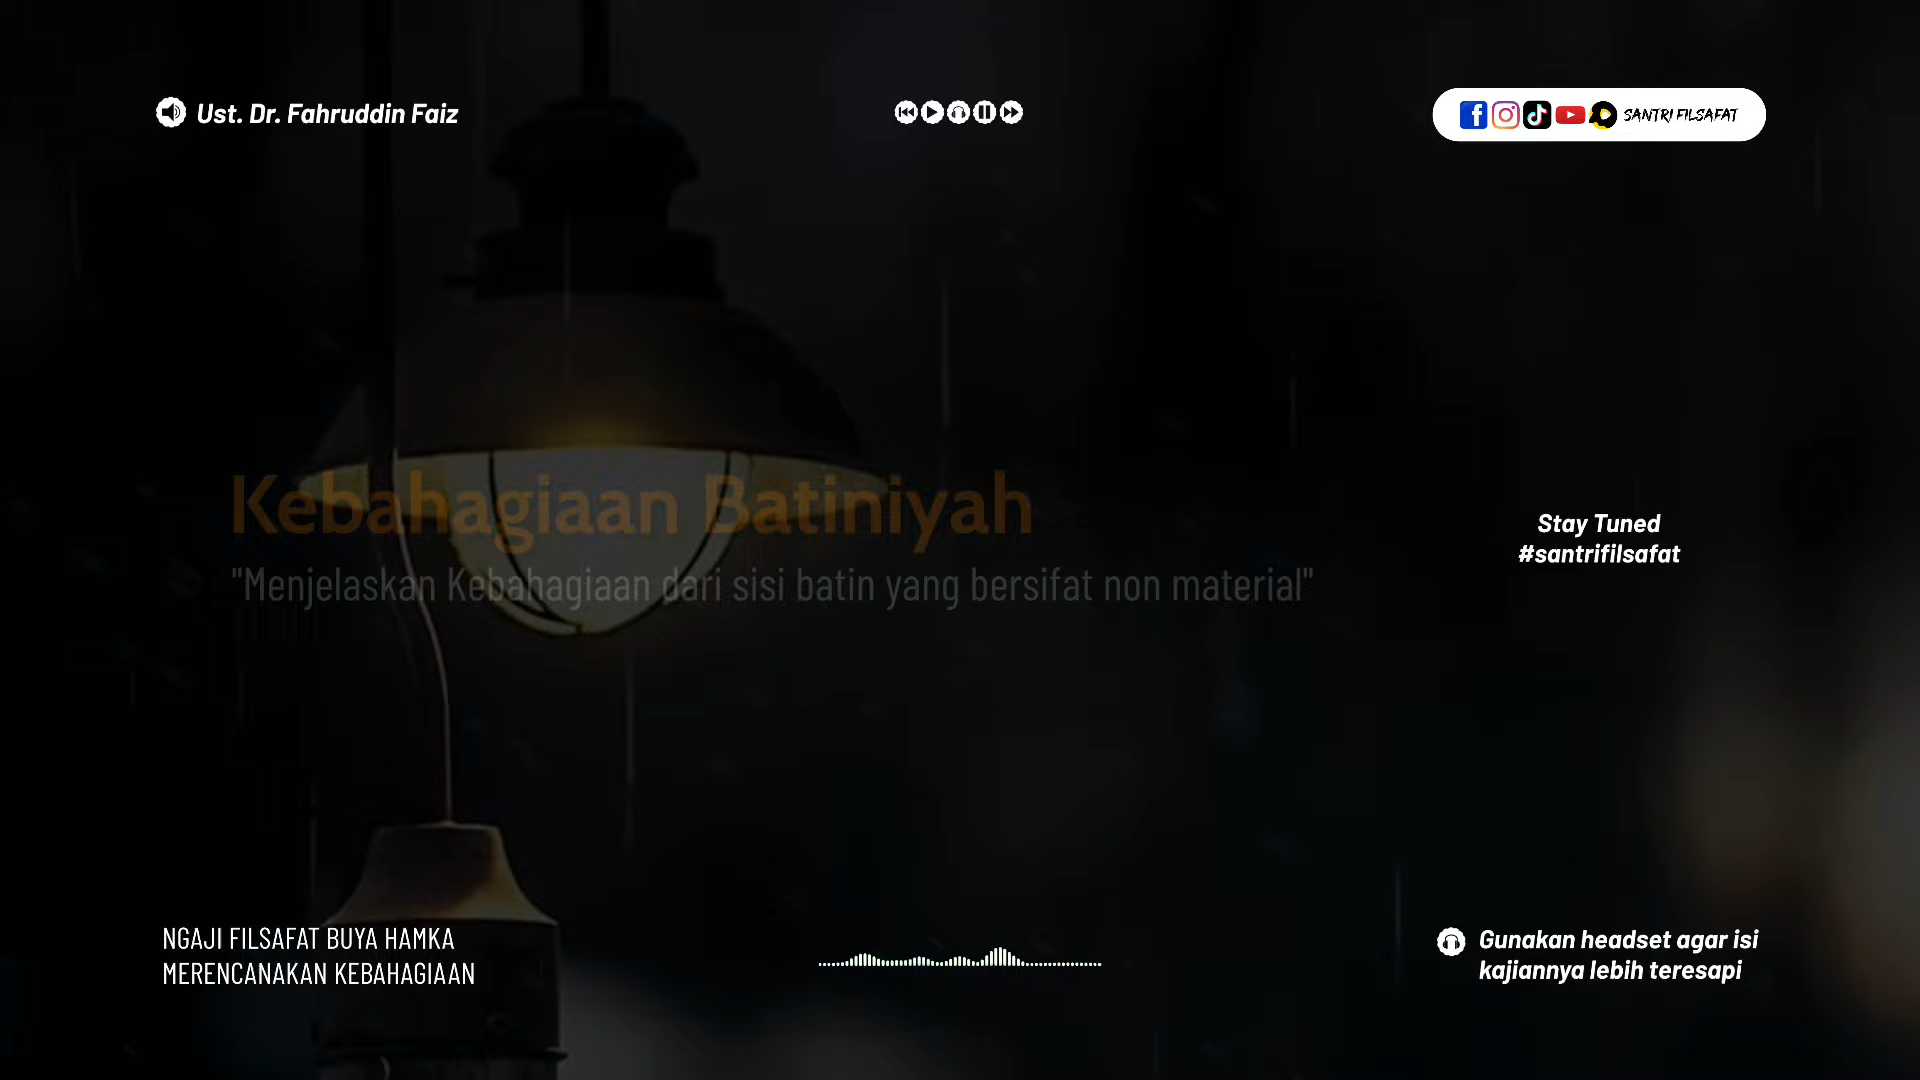 Ust. Dr. Fahruddin Faiz
SANTRI FILSAFAT
Kebahagiaan Batiniyah
"Menjelaskan Kebahagiaan dari sisi batin yang bersifat non material"
Stay Tuned
#santrifilsafat
NGAJI FILSAFAT BUYA HAMKA
MERENCANAKAN KEBAHAGIAAN
Gunakan headset agar isi
kajiannya lebih teresapi